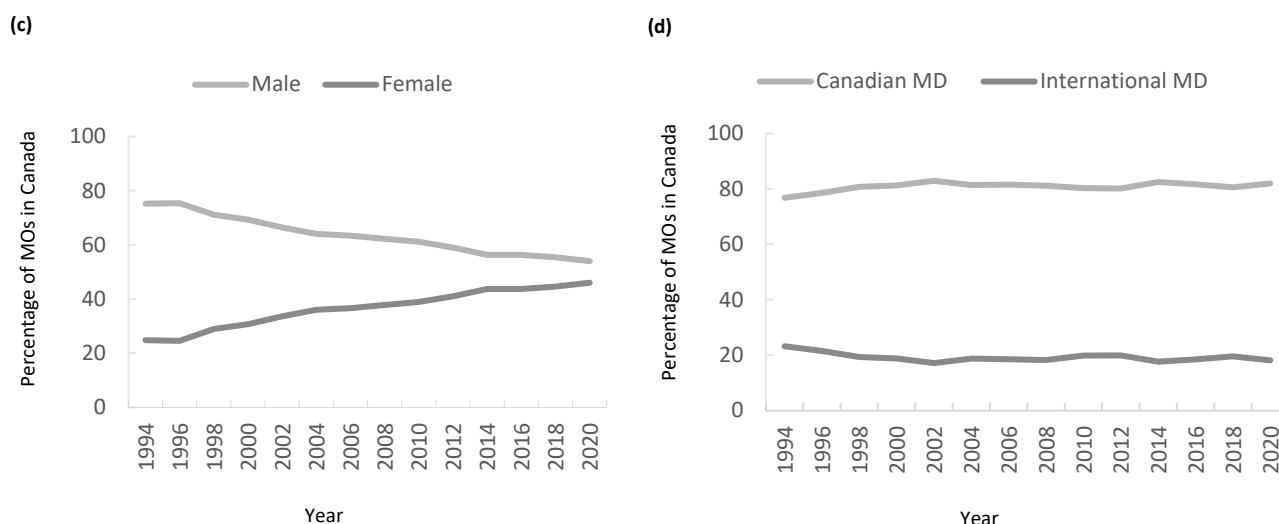 (c)
Male Female
Percentage of MOs in Canada
100
80
60
40
20
0
1994 1996 1998 2000 2002 2004 2006 2008 2010 2012 2014 2016 2018 2020
Year
(d)
Canadian MD International MD
Percentage of MOs in Canada
100
80
60
40
20
0
1994 1996 1998 2000 2002 2004 2006 2008 2010 2012 2014 2016 2018 2020
Year